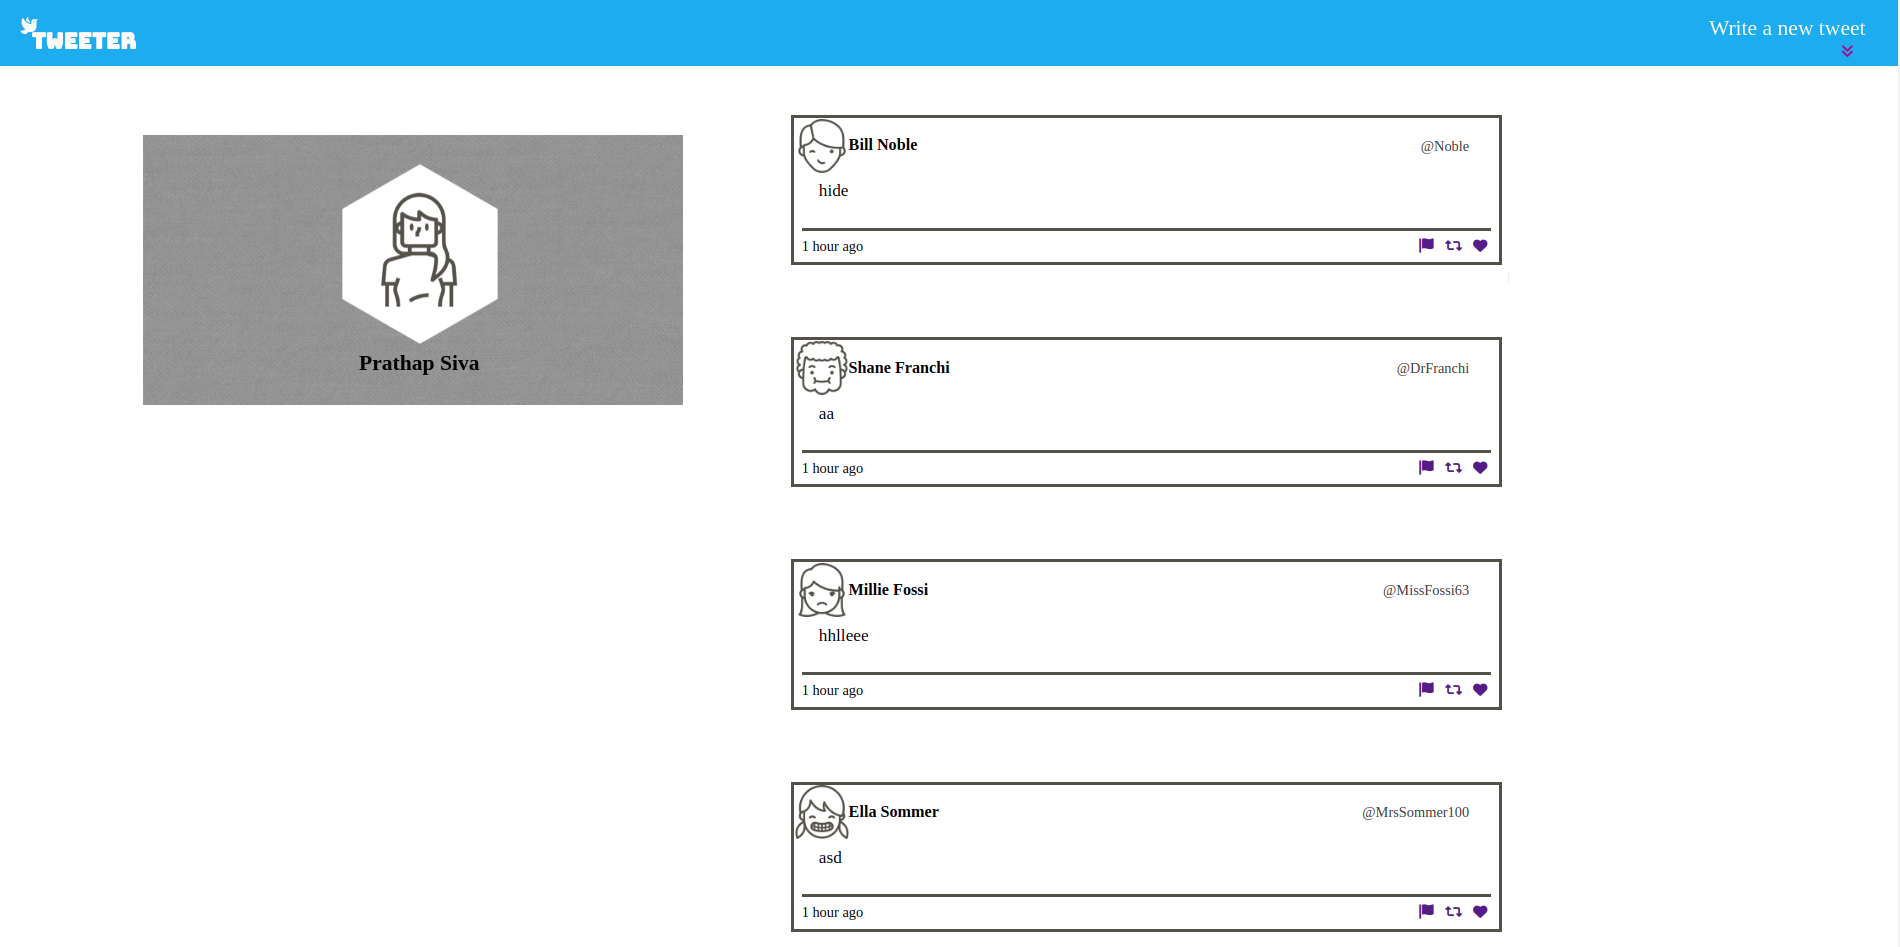 TWEETER
Write a new tweet
Prathap Siva
Bill Noble
@Noble
hide
1 hour ago
Shane Franchi
@DrFranchi
aa
1 hour ago
Millie Fossi
@MissFossi63
hhlleee
1 hour ago
Ella Sommer
@MrsSommer100
asd
1 hour ago